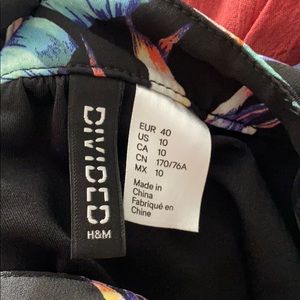 DIVIDED
H&M
EUR 40
US 10
CA 10
CN 170/76A
MX 10
Made in
China
Fabriqué en
Chine